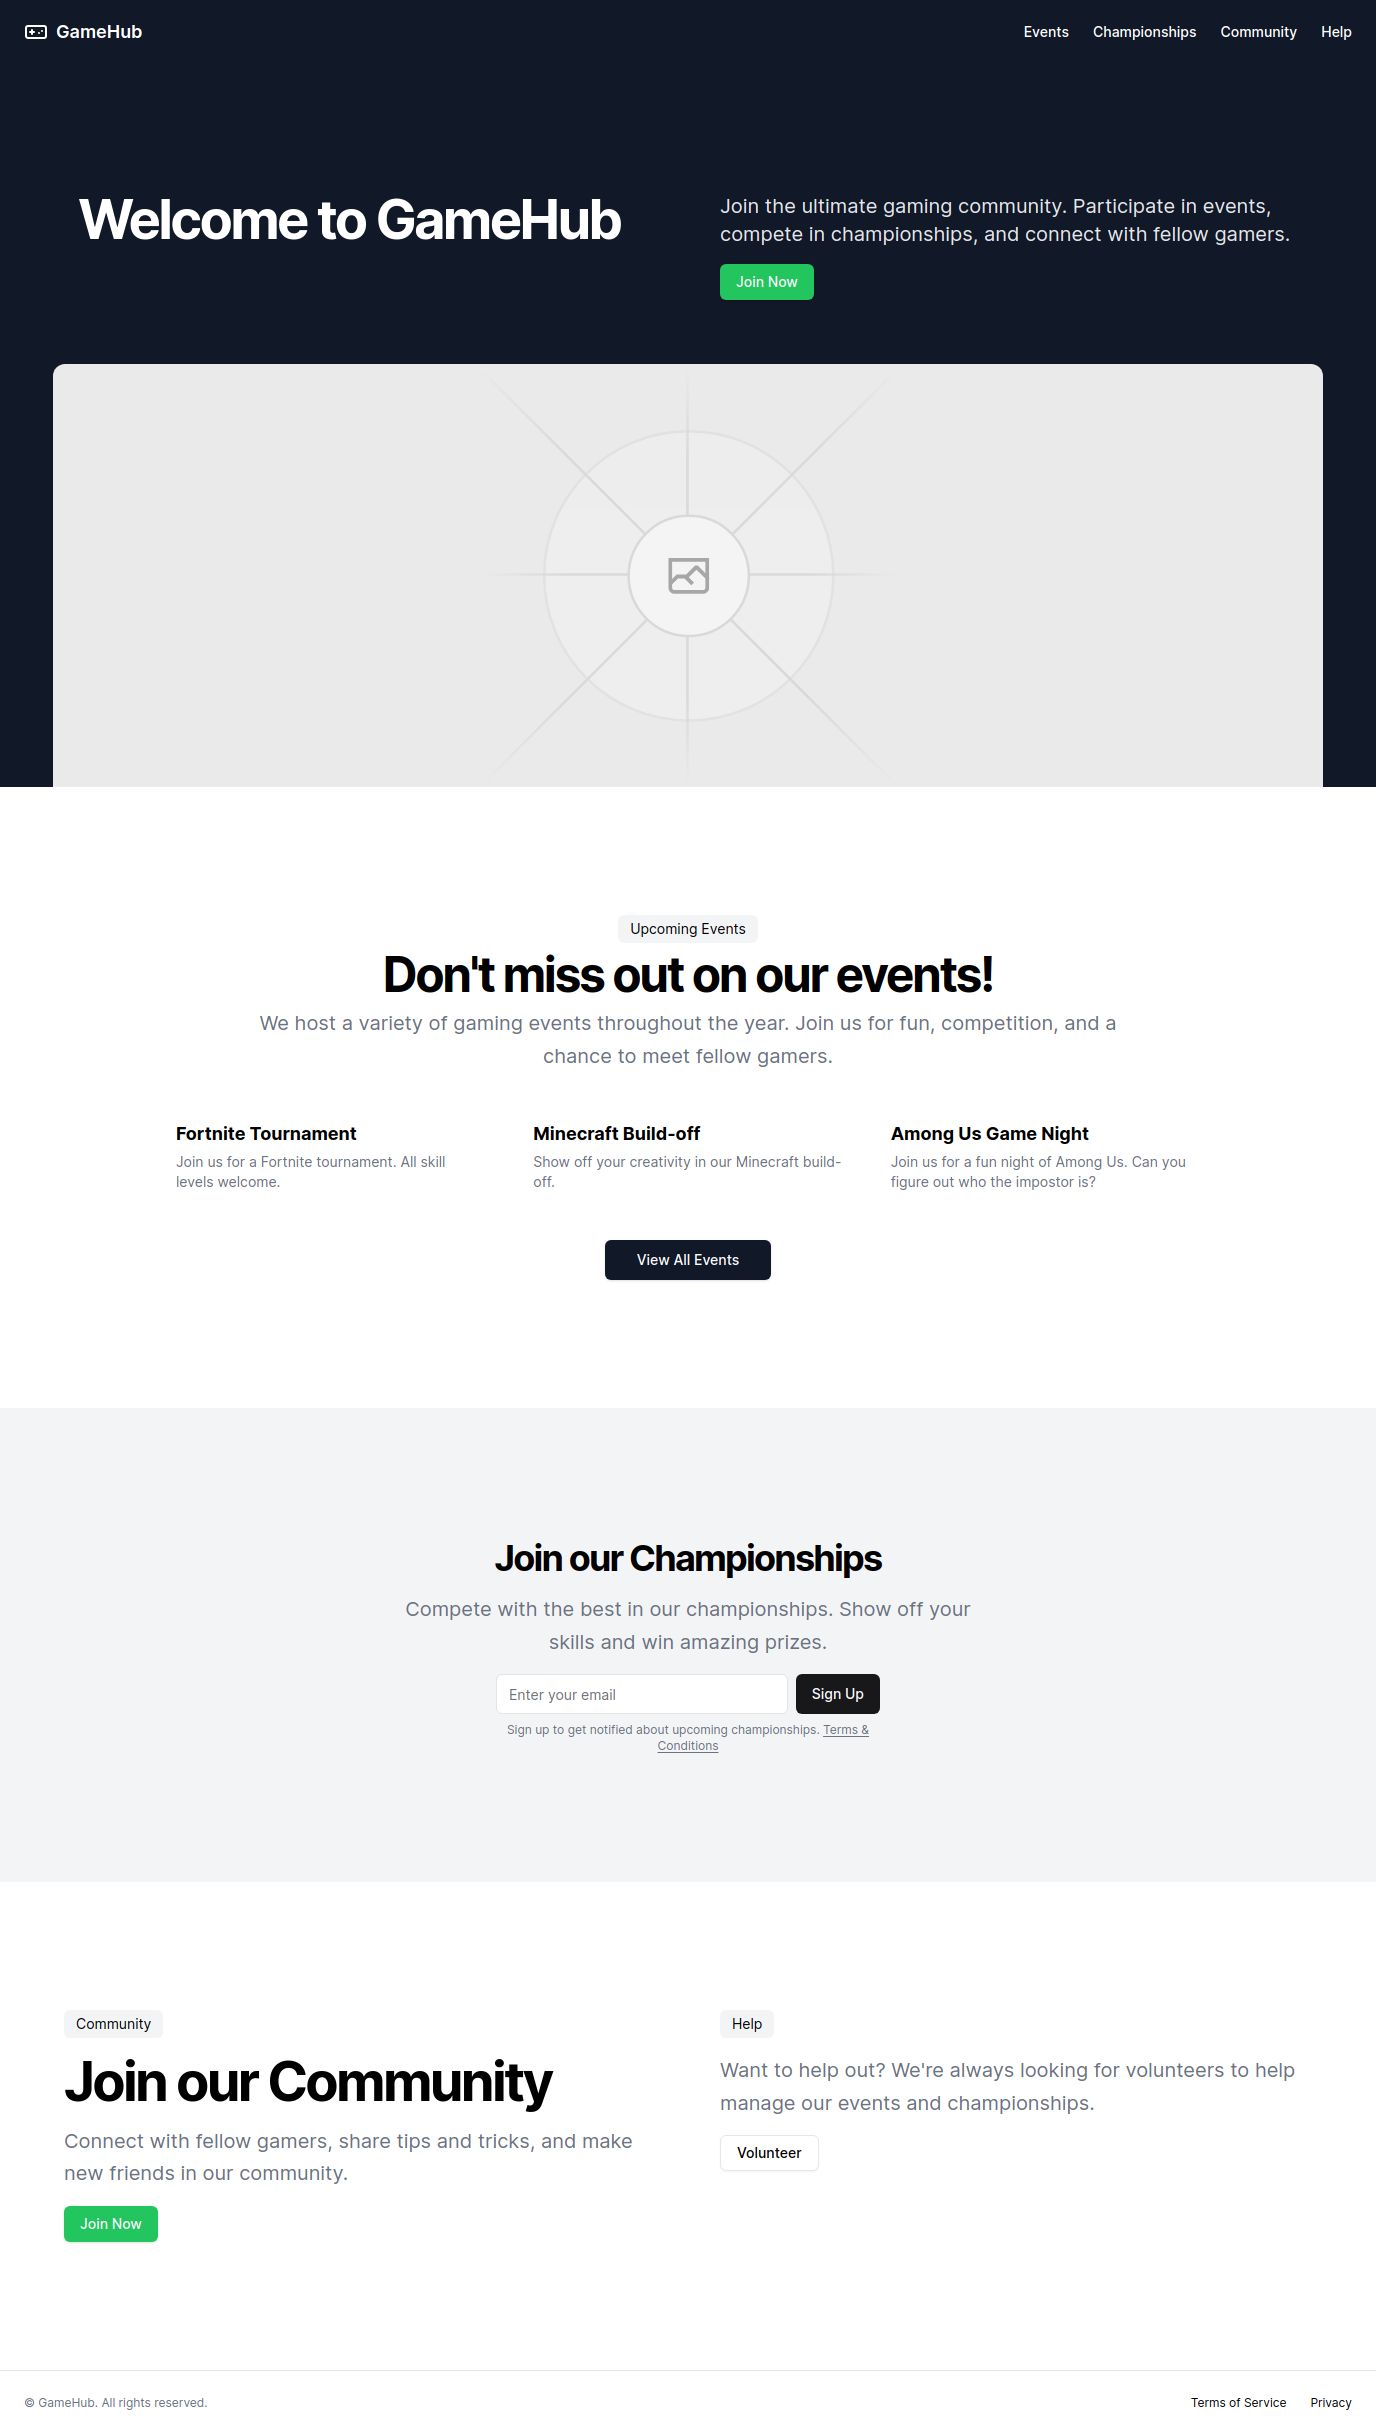 GameHub
Events Championships Community Help
Welcome to GameHub
Join the ultimate gaming community. Participate in events,
compete in championships, and connect with fellow gamers.
Join Now
Upcoming Events
Don't miss out on our events!
We host a variety of gaming events throughout the year. Join us for fun, competition, and a
chance to meet fellow gamers.
Fortnite Tournament
Join us for a Fortnite tournament. All skill
levels welcome.
Minecraft Build-off
Show off your creativity in our Minecraft build-
off.
Among Us Game Night
Join us for a fun night of Among Us. Can you
figure out who the impostor is?
View All Events
Join our Championships
Compete with the best in our championships. Show off your
skills and win amazing prizes.
Enter your email
Sign Up
Sign up to get notified about upcoming championships. Terms &
Conditions
Community
Join our Community
Connect with fellow gamers, share tips and tricks, and make
new friends in our community.
Join Now
Help
Want to help out? We're always looking for volunteers to help
manage our events and championships.
Volunteer
© GameHub. All rights reserved.
Terms of Service Privacy